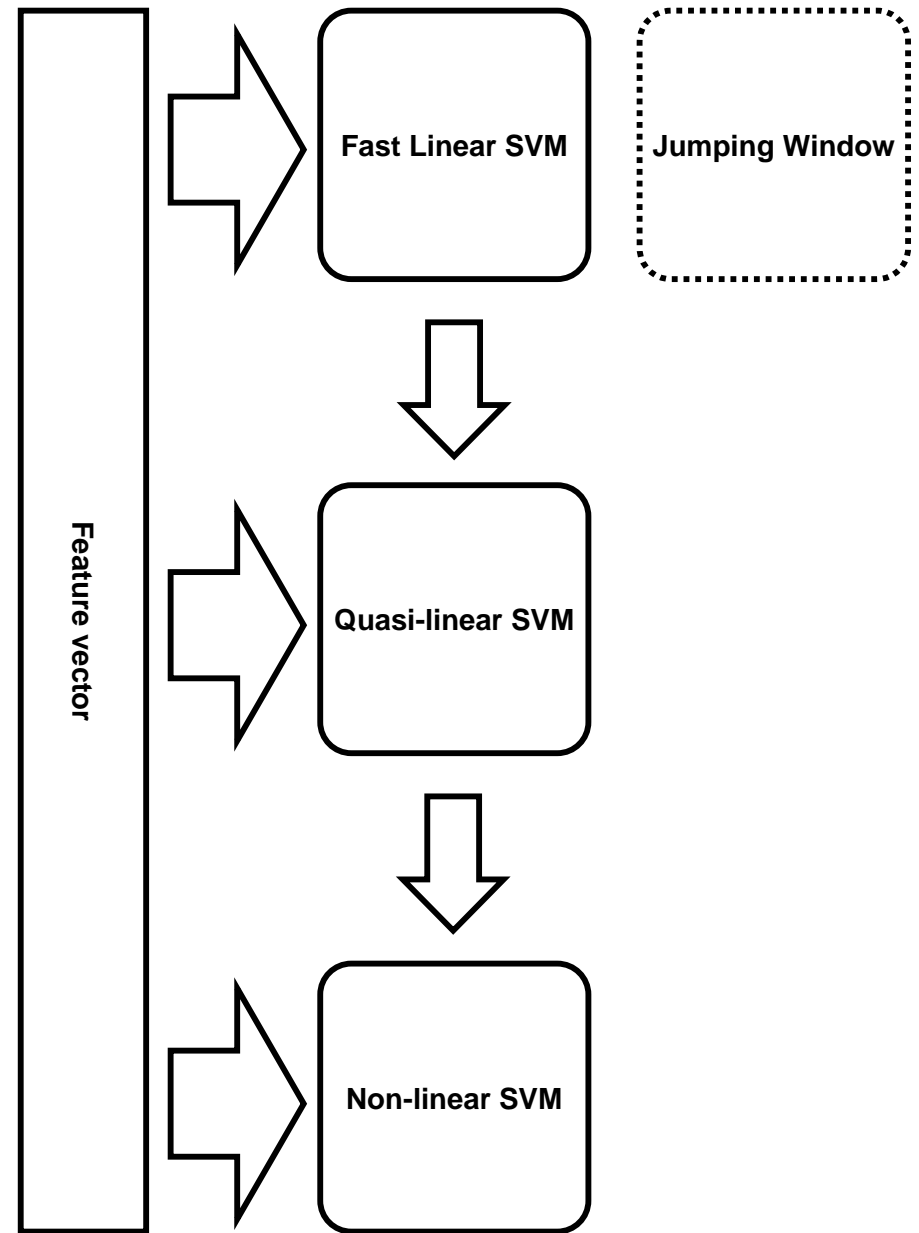 Fast Linear SVM
Jumping Window
Feature vector
Quasi-linear SVM
Non-linear SVM